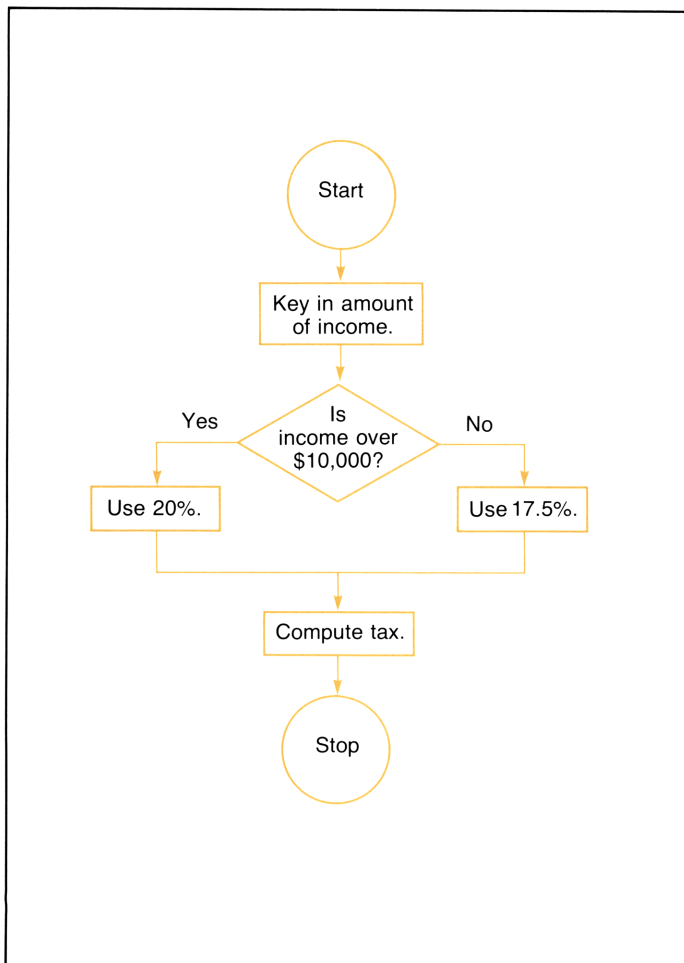 Start
Key in amount
of income.
Is
income over
$10,000?
Yes
No
Use 20%.
Use 17.5%.
Compute tax.
Stop